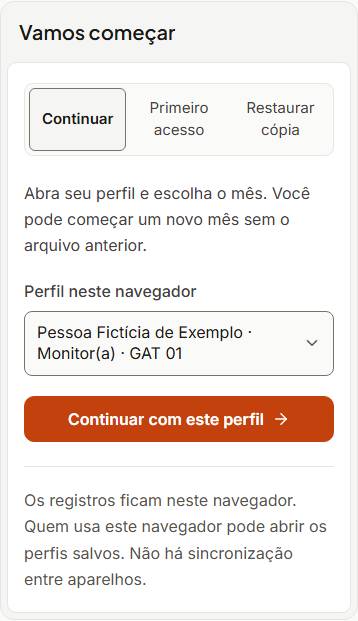 Vamos começar
Continuar
Primeiro
acesso
Restaurar
cópia
Abra seu perfil e escolha o mês. Você
pode começar um novo mês sem o
arquivo anterior.
Perfil neste navegador
Pessoa Fictícia de Exemplo ·
Monitor(a) · GAT 01
Continuar com este perfil →
Os registros ficam neste navegador.
Quem usa este navegador pode abrir os
perfis salvos. Não há sincronização
entre aparelhos.